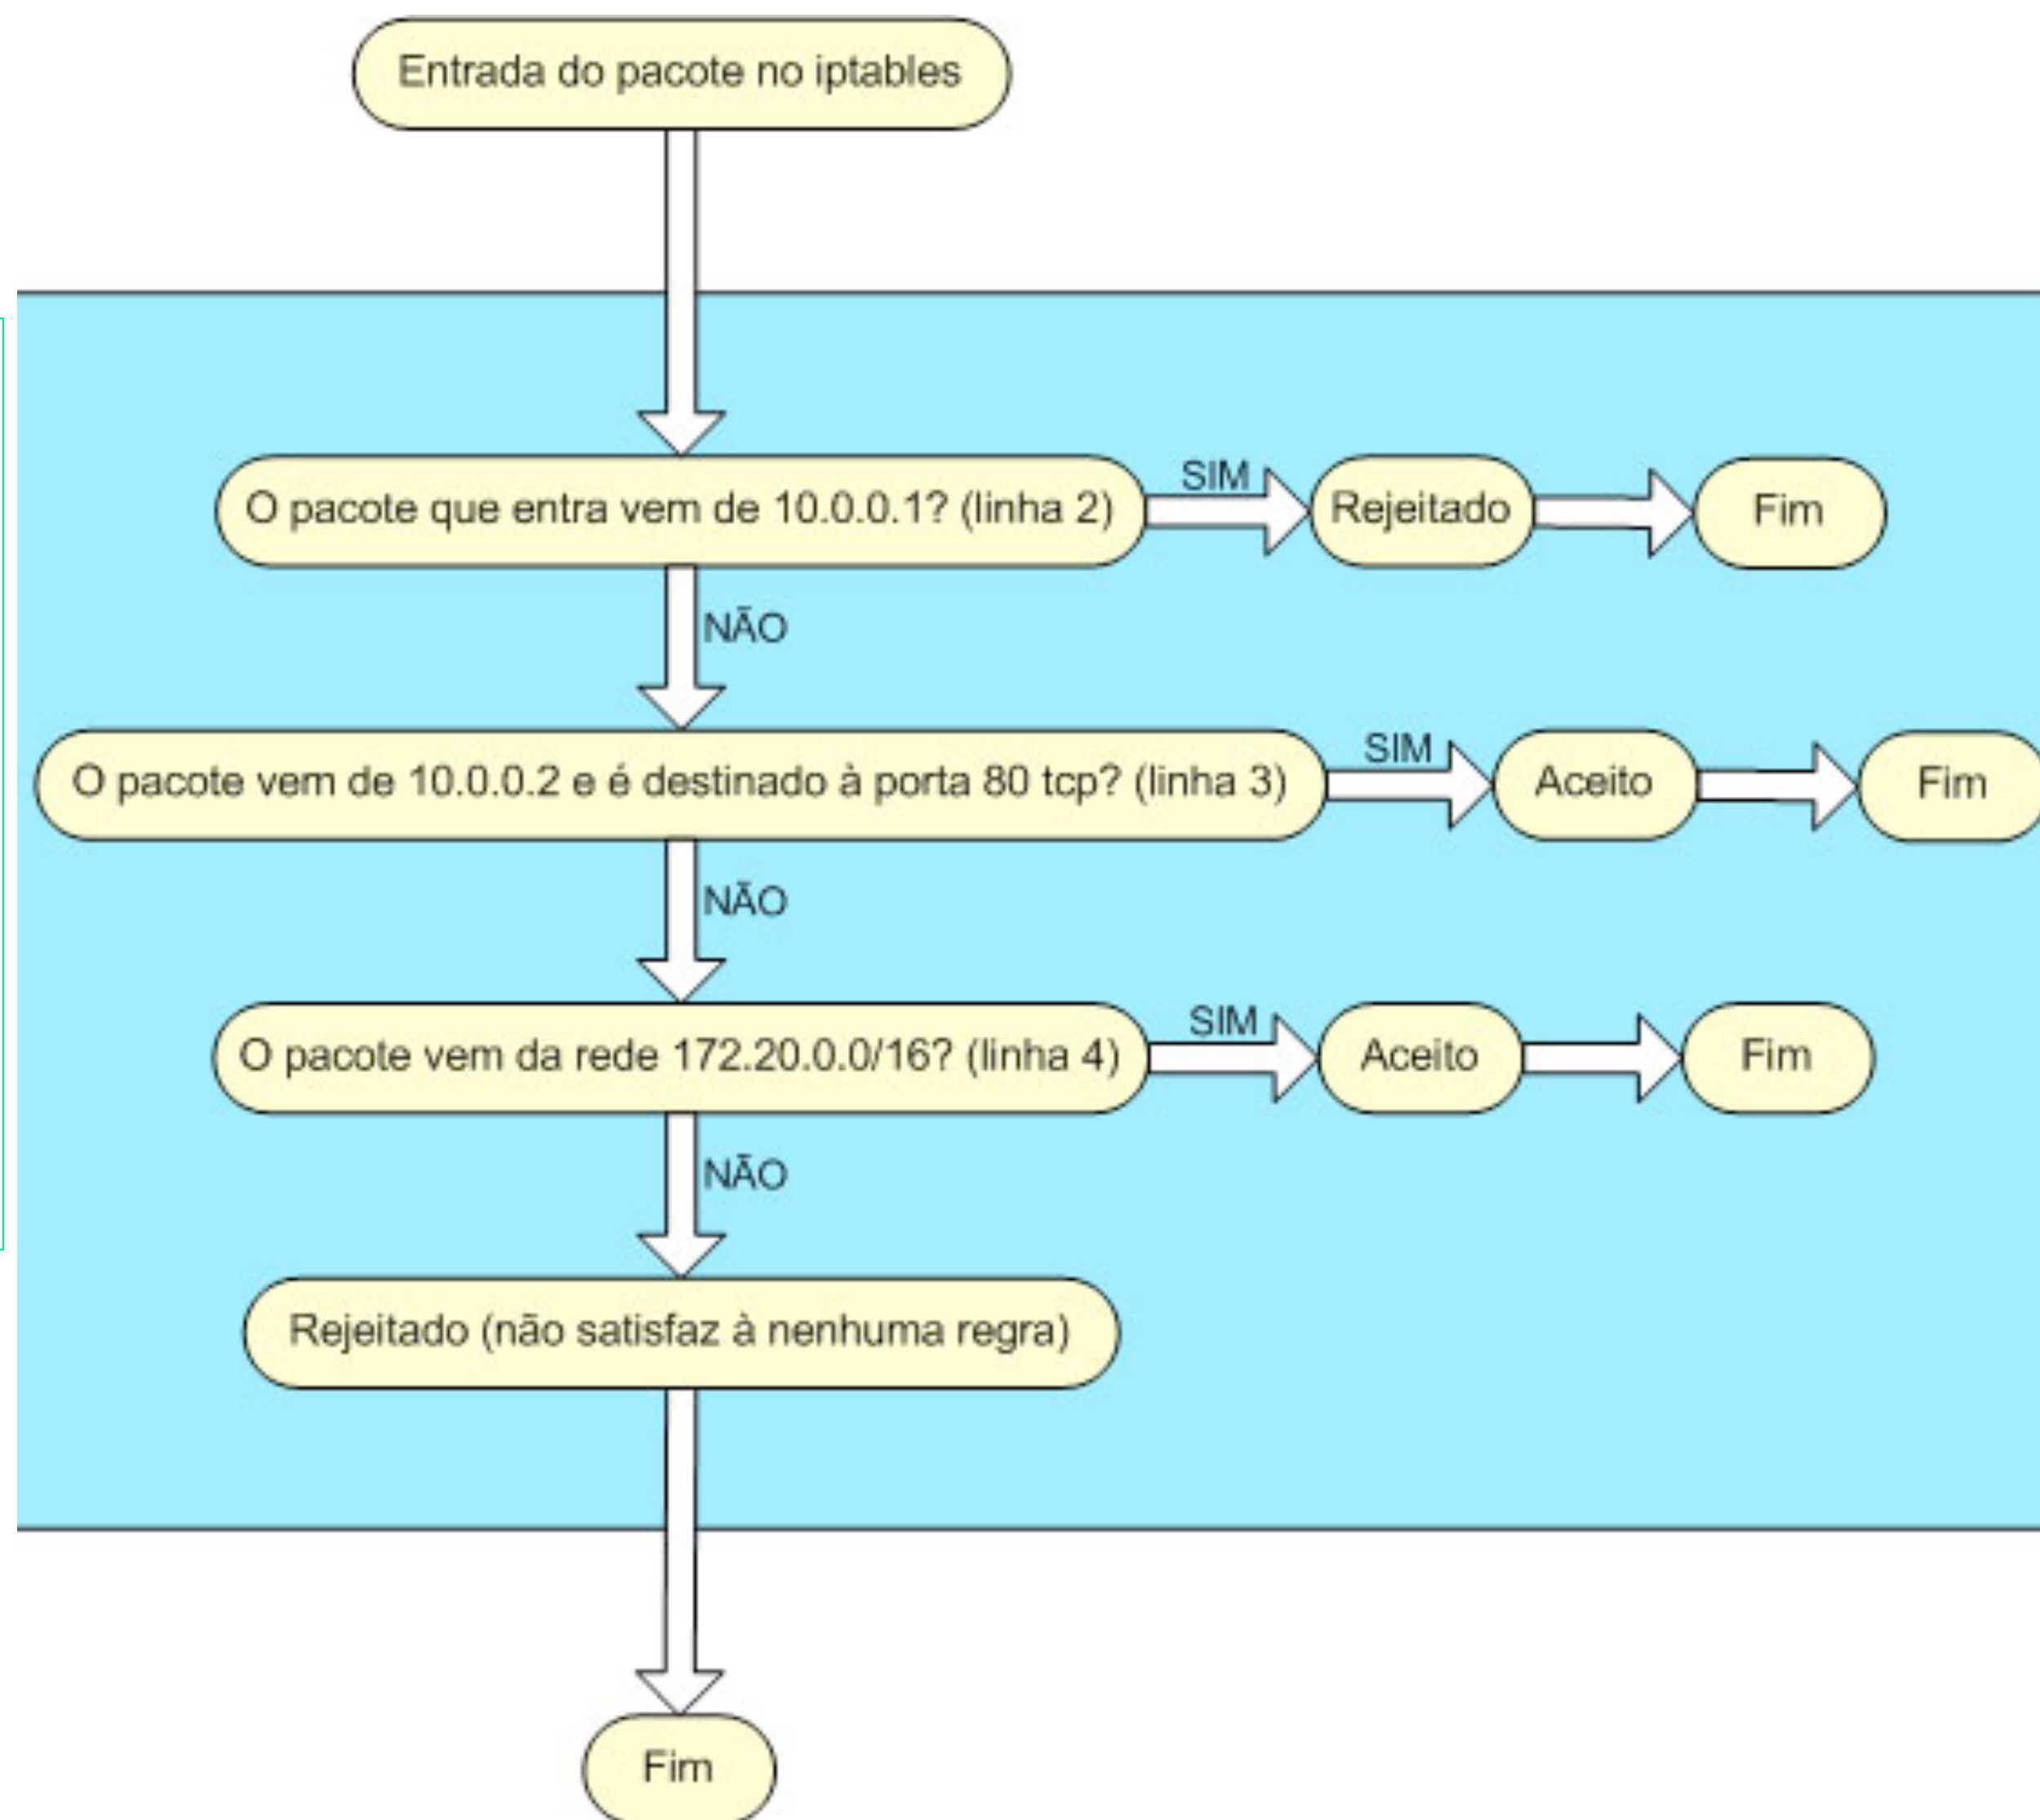 Entrada do pacote no iptables
O pacote que entra vem de 10.0.0.1? (linha 2)
SIM
Rejeitado
Fim
NÃO
O pacote vem de 10.0.0.2 e é destinado à porta 80 tcp? (linha 3)
SIM
Aceito
Fim
NÃO
O pacote vem da rede 172.20.0.0/16? (linha 4)
SIM
Aceito
Fim
NÃO
Rejeitado (não satisfaz à nenhuma regra)
Fim